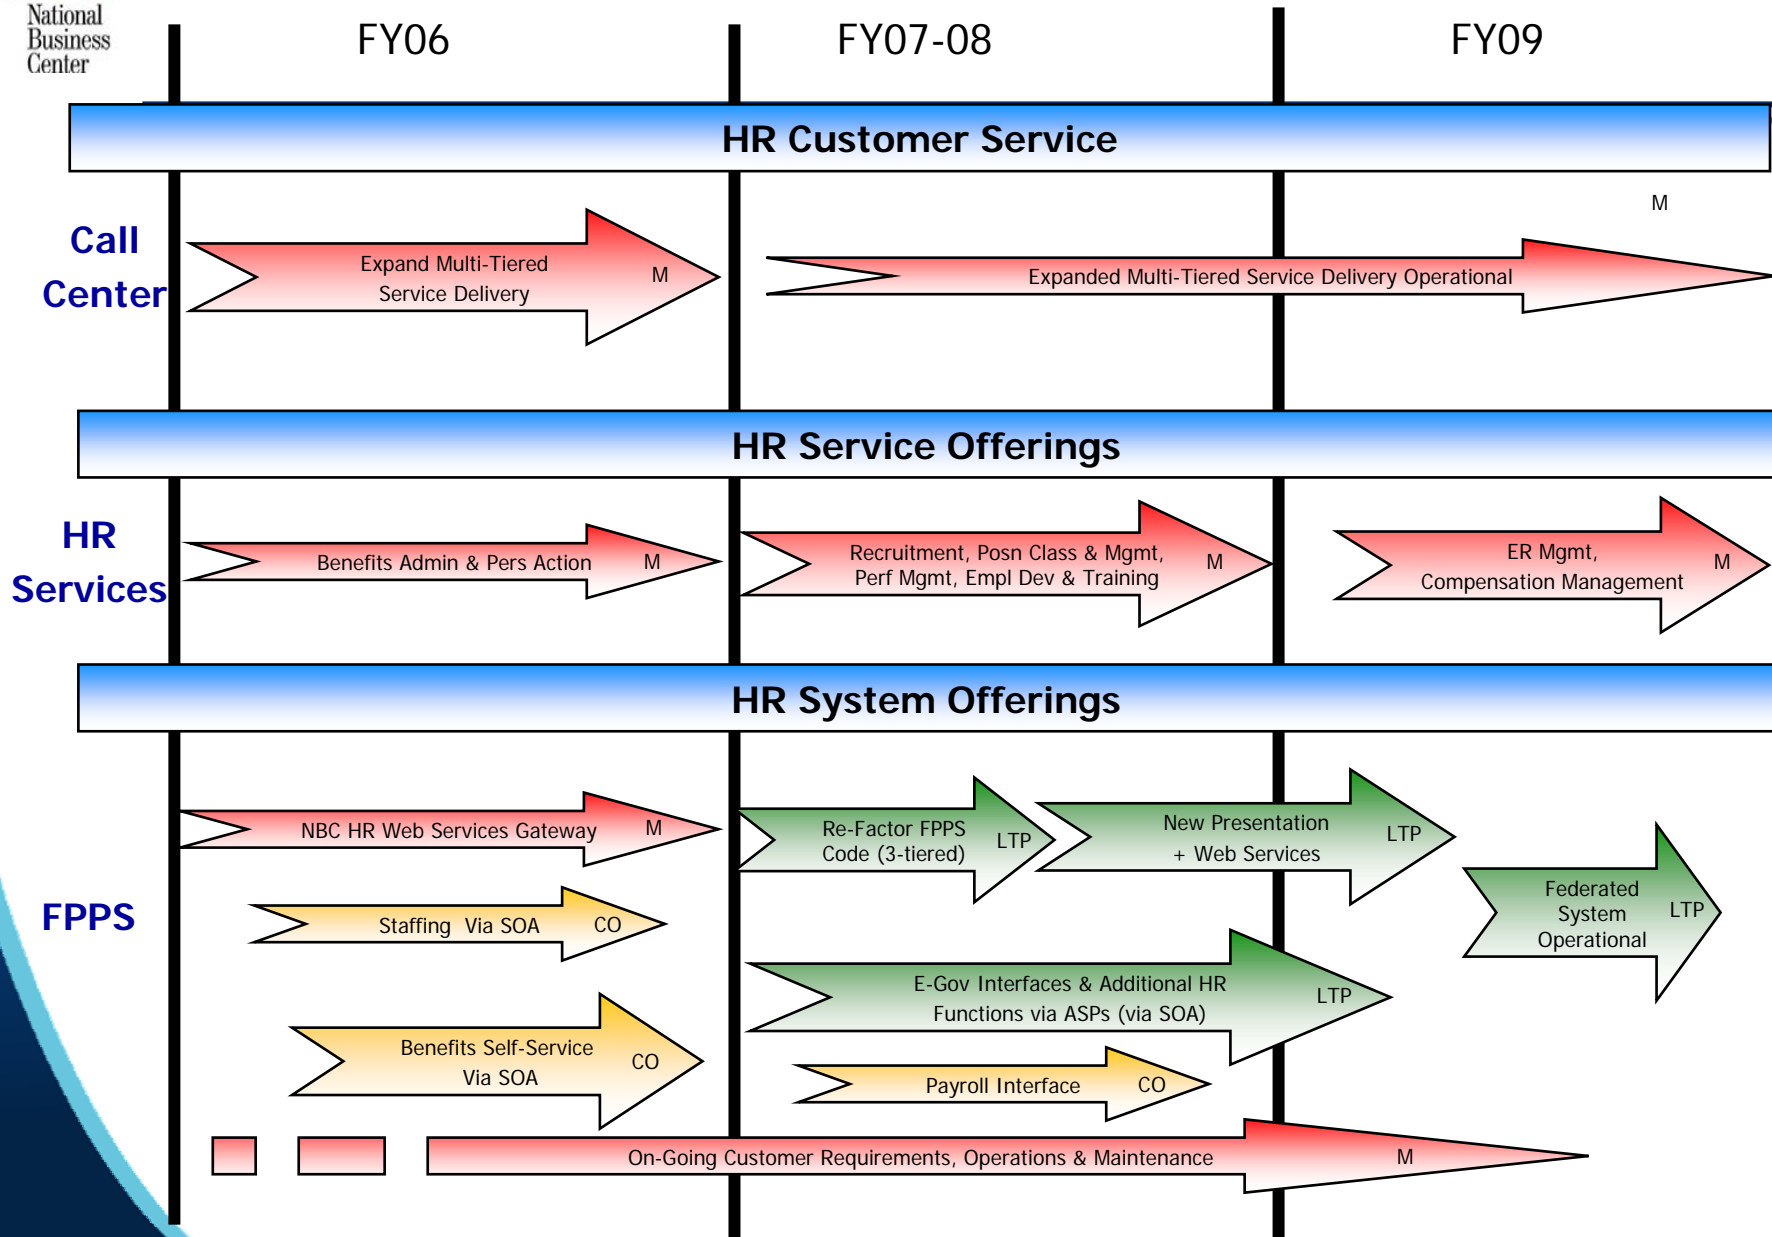 National
Business
Center
FY06
FY07-08
FY09
HR Customer Service
Call
Center
Expand Multi-Tiered
Service Delivery
M
M
Expanded Multi-Tiered Service Delivery Operational
HR Service Offerings
HR
Services
Benefits Admin & Pers Action
M
Recruitment, Posn Class & Mgmt,
Perf Mgmt, Empl Dev & Training
M
ER Mgmt,
Compensation Management
M
HR System Offerings
FPPS
NBC HR Web Services Gateway
M
Re-Factor FPPS
Code (3-tiered)
LTP
New Presentation
+ Web Services
LTP
Federated
System
Operational
LTP
Staffing Via SOA
CO
E-Gov Interfaces & Additional HR
Functions via ASPs (via SOA)
LTP
Benefits Self-Service
Via SOA
CO
Payroll Interface
CO
On-Going Customer Requirements, Operations & Maintenance
M